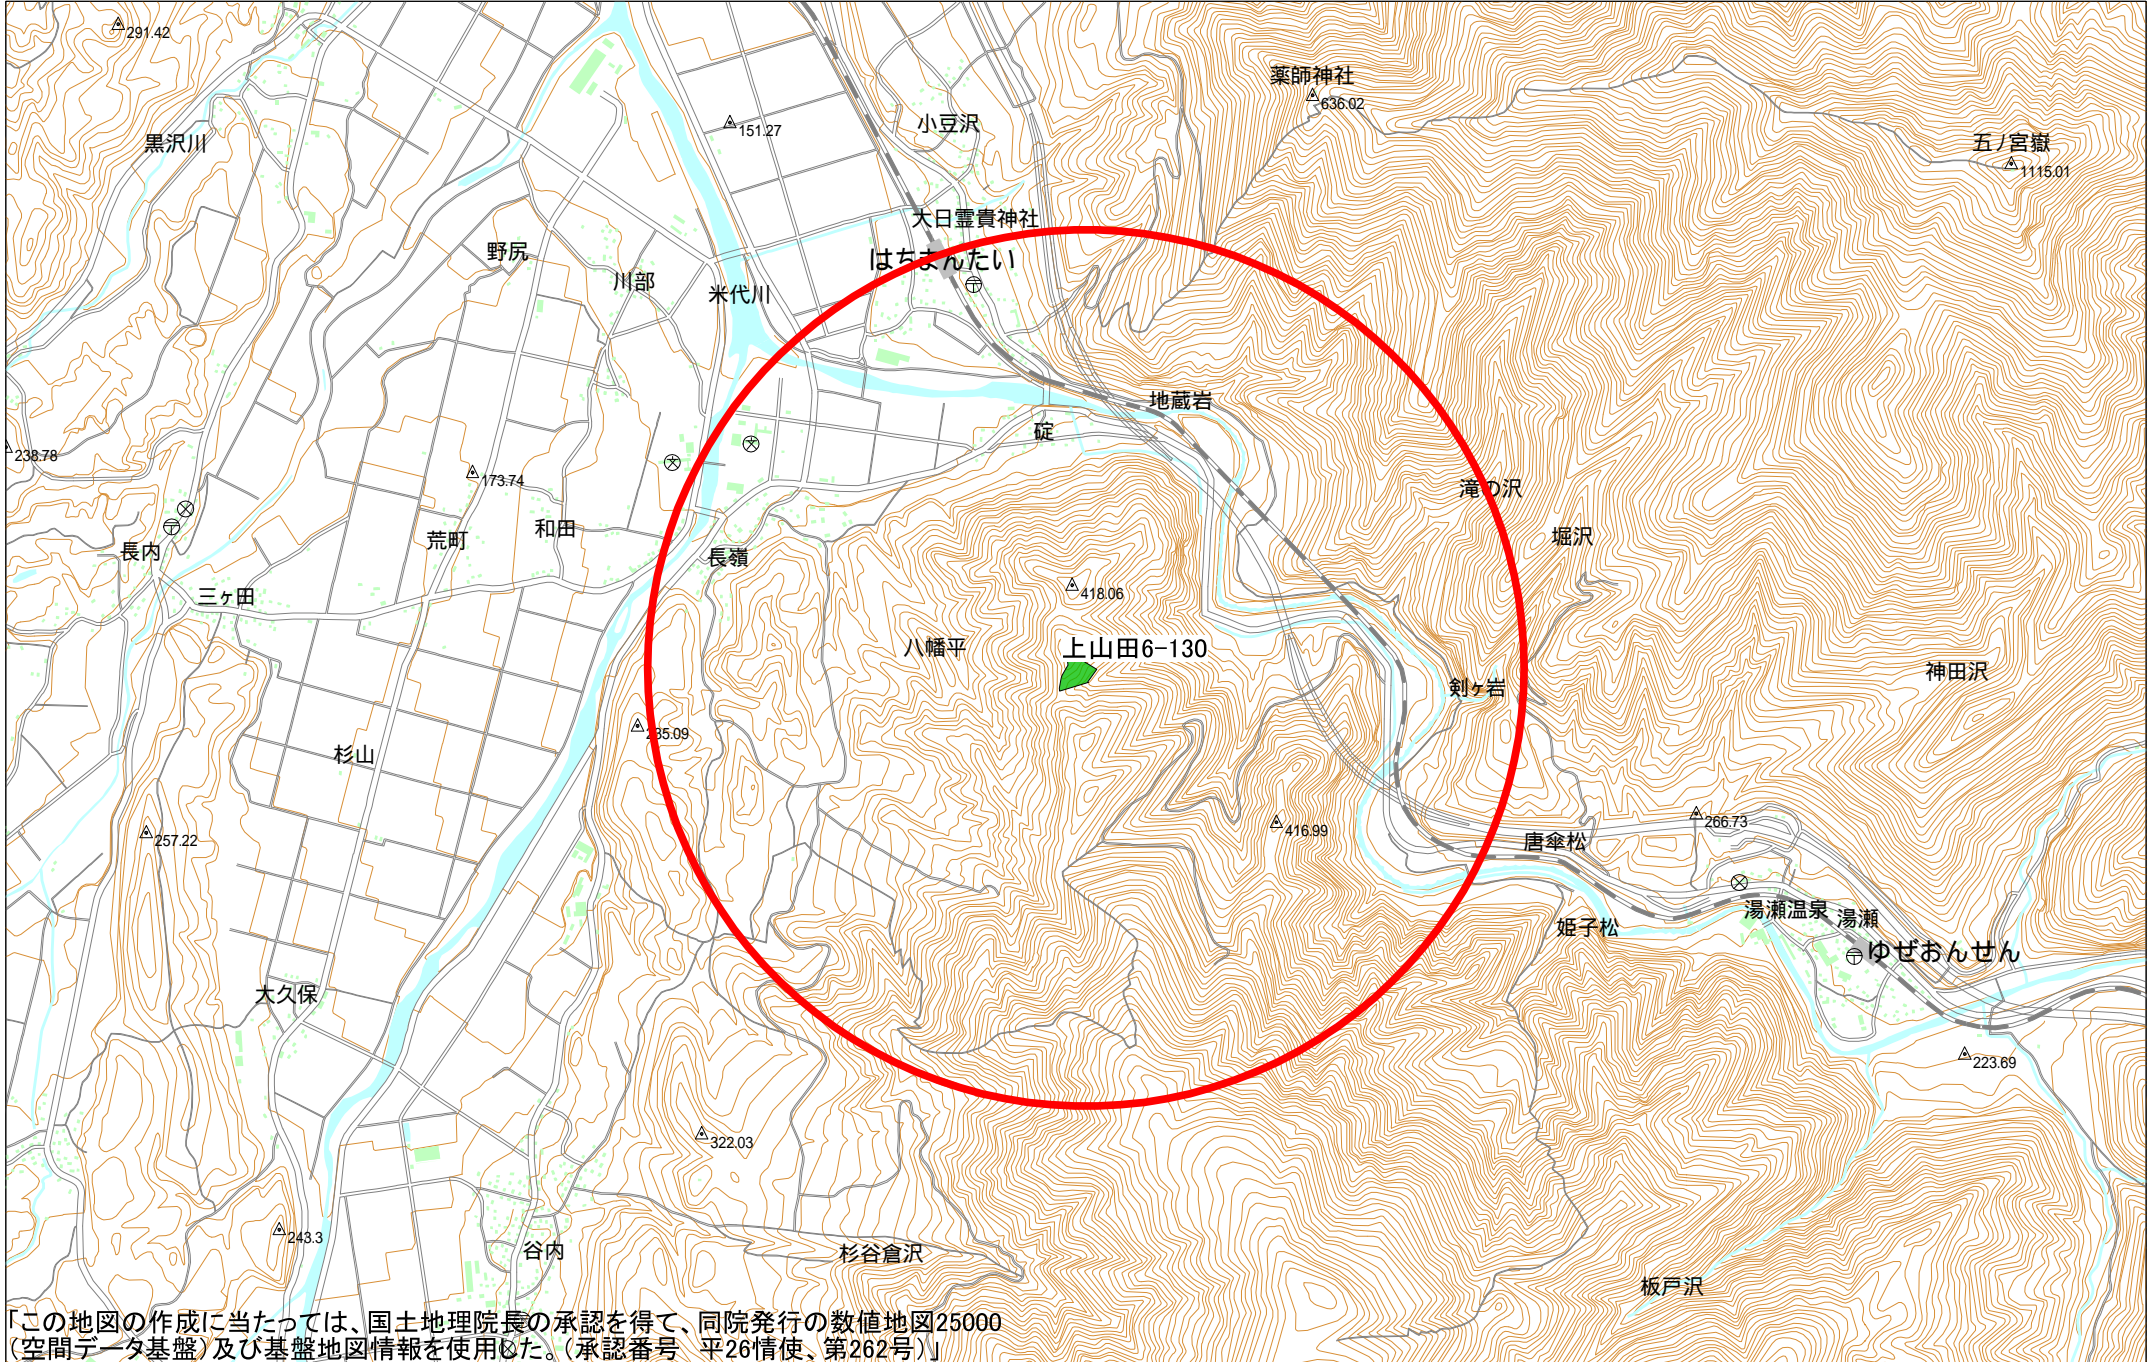 291.42
薬師神社
636.02
151.27
小豆沢
黒沢川
五ノ宮嶽
1115.01
大日霊貴神社
野尻
はちまんたい
川部
米代川
地蔵岩
碇
238.78
173.74
滝の沢
和田
荒町
堀沢
長内
長嶺
三ヶ田
418.06
八幡平
上山田6-130
神田沢
剣ヶ岩
235.09
杉山
257.22
416.99
266.73
唐傘松
湯瀬温泉
湯瀬
姫子松
ゆぜおんせん
大久保
223.69
322.03
243.3
谷内
杉谷倉沢
板戸沢
「この地図の作成に当たっては、国土地理院長の承認を得て、同院発行の数値地図25000
（空間データ基盤）及び基盤地図情報を使用した。（承認番号　平26情使、第262号）」